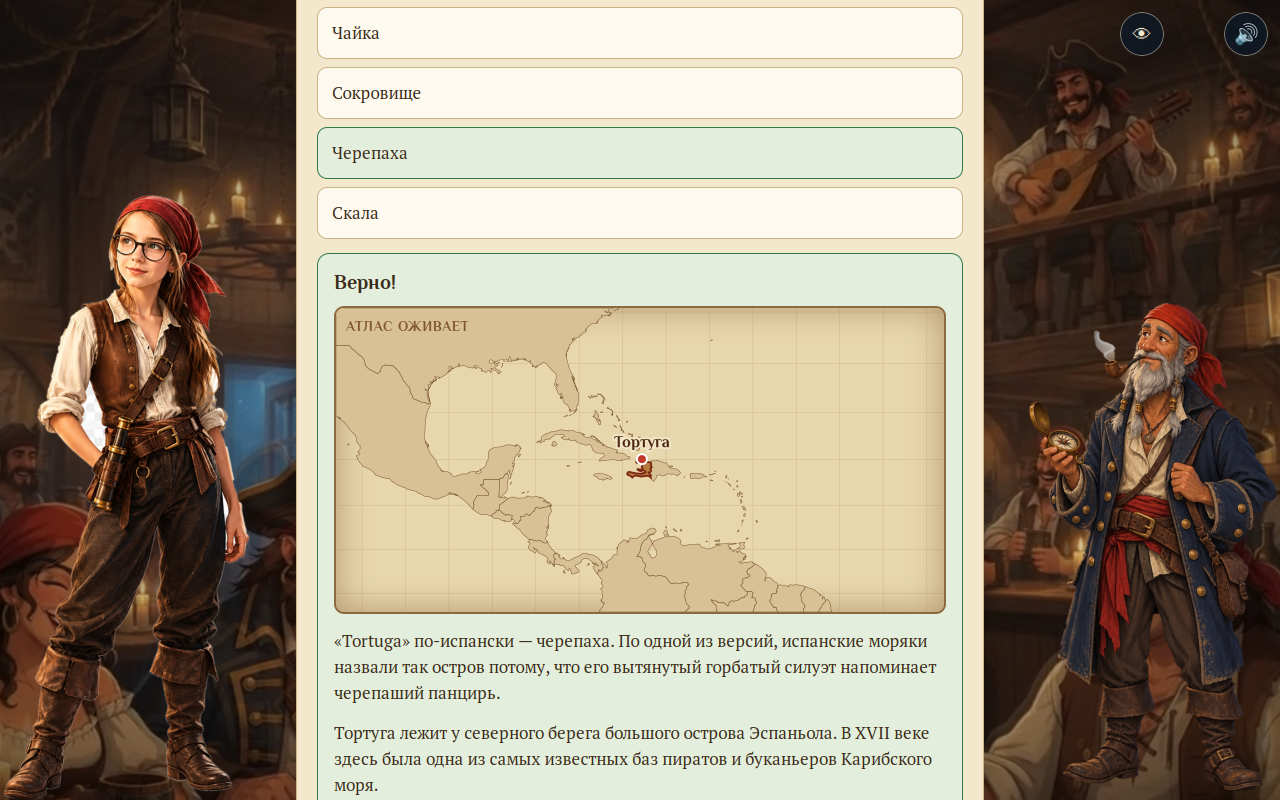 Чайка
Сокровище
Черепаха
Скала
Верно!
АТЛАС ОЖИВАЕТ
Тортуга
«Tortuga» по-испански — черепаха. По одной из версий, испанские моряки
назвали так остров потому, что его вытянутый горбатый силуэт напоминает
черепаший панцирь.
Тортуга лежит у северного берега большого острова Эспаньола. В XVII веке
здесь была одна из самых известных баз пиратов и буканьеров Карибского
моря.